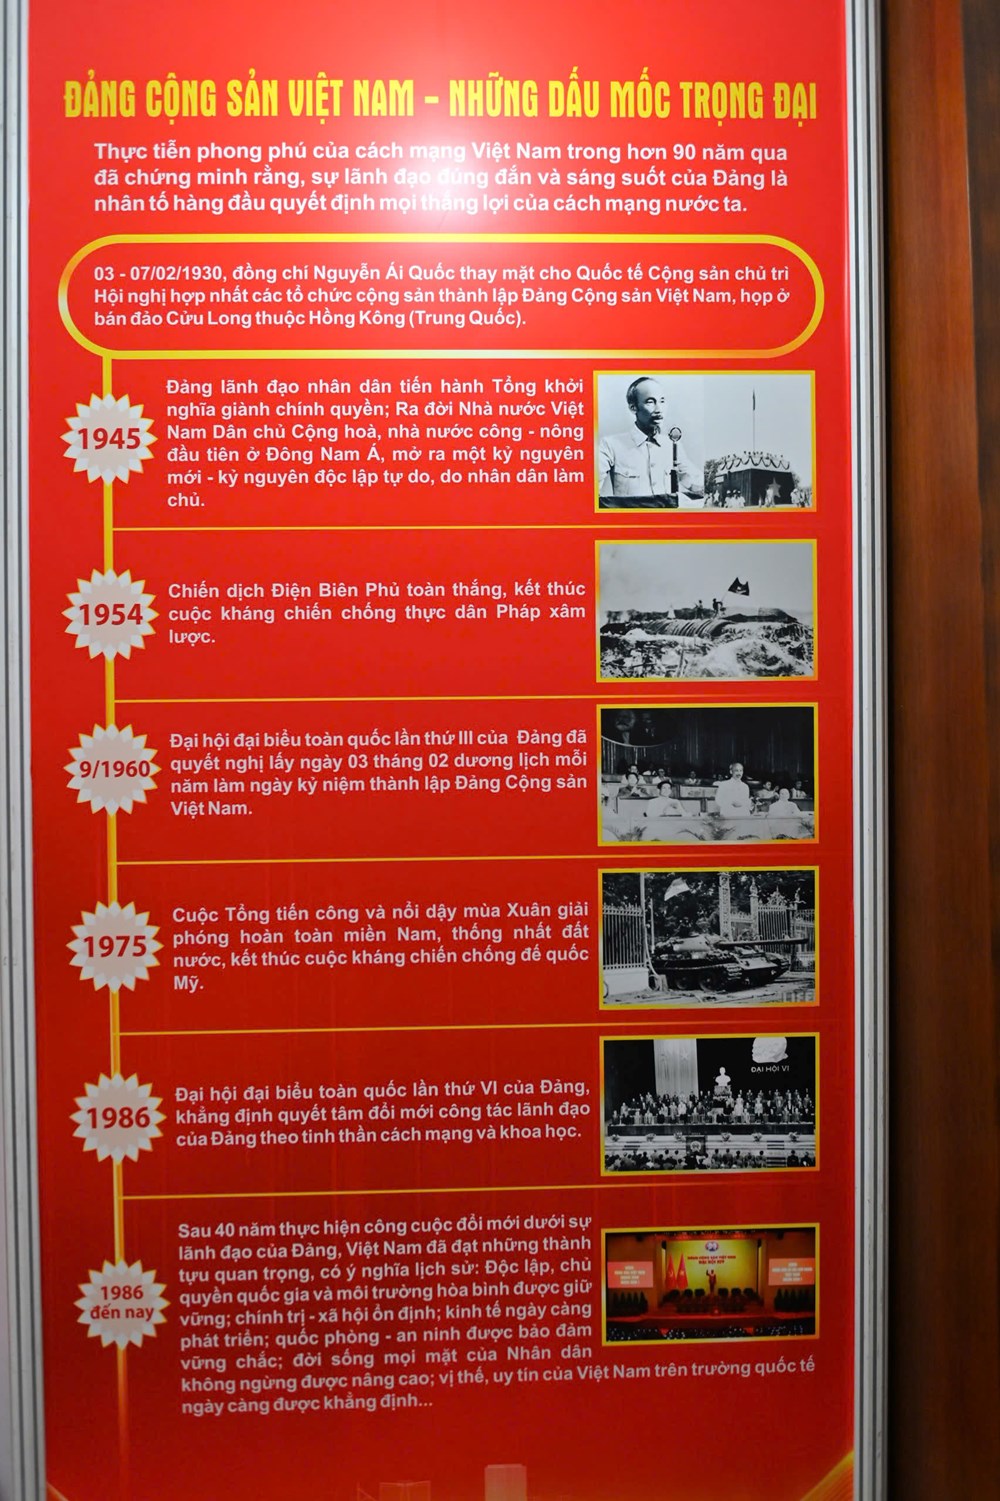 ĐẢNG CỘNG SẢN VIỆT NAM - NHỮNG DẤU MỐC TRỌNG ĐẠI
Thực tiễn phong phú của cách mạng Việt Nam trong hơn 90 năm qua
đã chứng minh rằng, sự lãnh đạo đúng đắn và sáng suốt của Đảng là
nhân tố hàng đầu quyết định mọi thắng lợi của cách mạng nước ta.
03 - 07/02/1930, đồng chí Nguyễn Ái Quốc thay mặt cho Quốc tế Cộng sản chủ trì
Hội nghị hợp nhất các tổ chức cộng sản thành lập Đảng Cộng sản Việt Nam, họp ở
bán đảo Cửu Long thuộc Hồng Kông (Trung Quốc).
1945
Đảng lãnh đạo nhân dân tiến hành Tổng khởi
nghĩa giành chính quyền; Ra đời Nhà nước Việt
Nam Dân chủ Cộng hoà, nhà nước công - nông
đầu tiên ở Đông Nam Á, mở ra một kỷ nguyên
mới - kỷ nguyên độc lập tự do, do nhân dân làm
chủ.
1954
Chiến dịch Điện Biên Phủ toàn thắng, kết thúc
cuộc kháng chiến chống thực dân Pháp xâm
lược.
9/1960
Đại hội đại biểu toàn quốc lần thứ III của Đảng đã
quyết nghị lấy ngày 03 tháng 02 dương lịch mỗi
năm làm ngày kỷ niệm thành lập Đảng Cộng sản
Việt Nam.
1975
Cuộc Tổng tiến công và nổi dậy mùa Xuân giải
phóng hoàn toàn miền Nam, thống nhất đất
nước, kết thúc cuộc kháng chiến chống đế quốc
Mỹ.
LIFE
1986
Đại hội đại biểu toàn quốc lần thứ VI của Đảng,
khẳng định quyết tâm đổi mới công tác lãnh đạo
của Đảng theo tinh thần cách mạng và khoa học.
ĐẠI HỘI VI
1986
đến nay
Sau 40 năm thực hiện công cuộc đổi mới dưới sự
lãnh đạo của Đảng, Việt Nam đã đạt những thành
tựu quan trọng, có ý nghĩa lịch sử: Độc lập, chủ
quyền quốc gia và môi trường hòa bình được giữ
vững; chính trị - xã hội ổn định; kinh tế ngày càng
phát triển; quốc phòng - an ninh được bảo đảm
vững chắc; đời sống mọi mặt của Nhân dân
không ngừng được nâng cao; vị thế, uy tín của Việt Nam trên trường quốc tế
ngày càng được khẳng định...